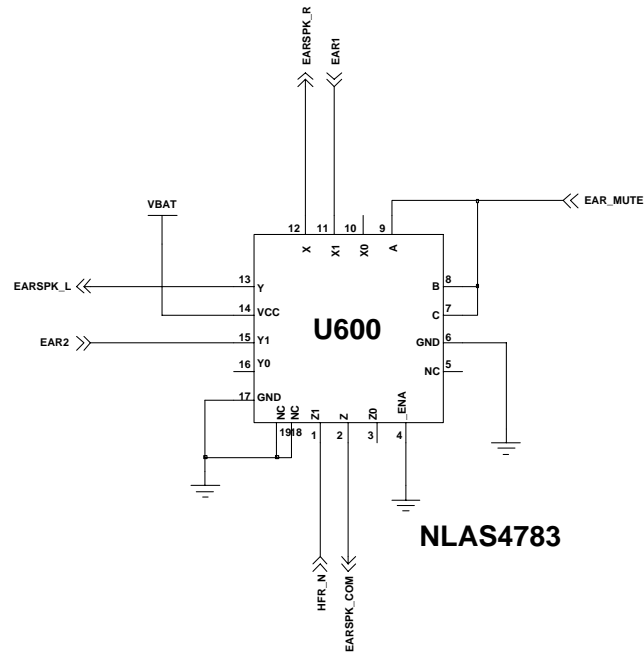 EARSPK_R
EAR1
VBAT
EAR_MUTE
12
11
10
9
X
X1
X0
A
EARSPK_L
13
Y
B
8
14
VCC
C
7
U600
EAR2
15
Y1
GND
6
16
Y0
NC
5
17
GND
NC
NC
Z1
Z
Z0
_ENA
19
18
1
2
3
4
NLAS4783
HFR_N
EARSPK_COM